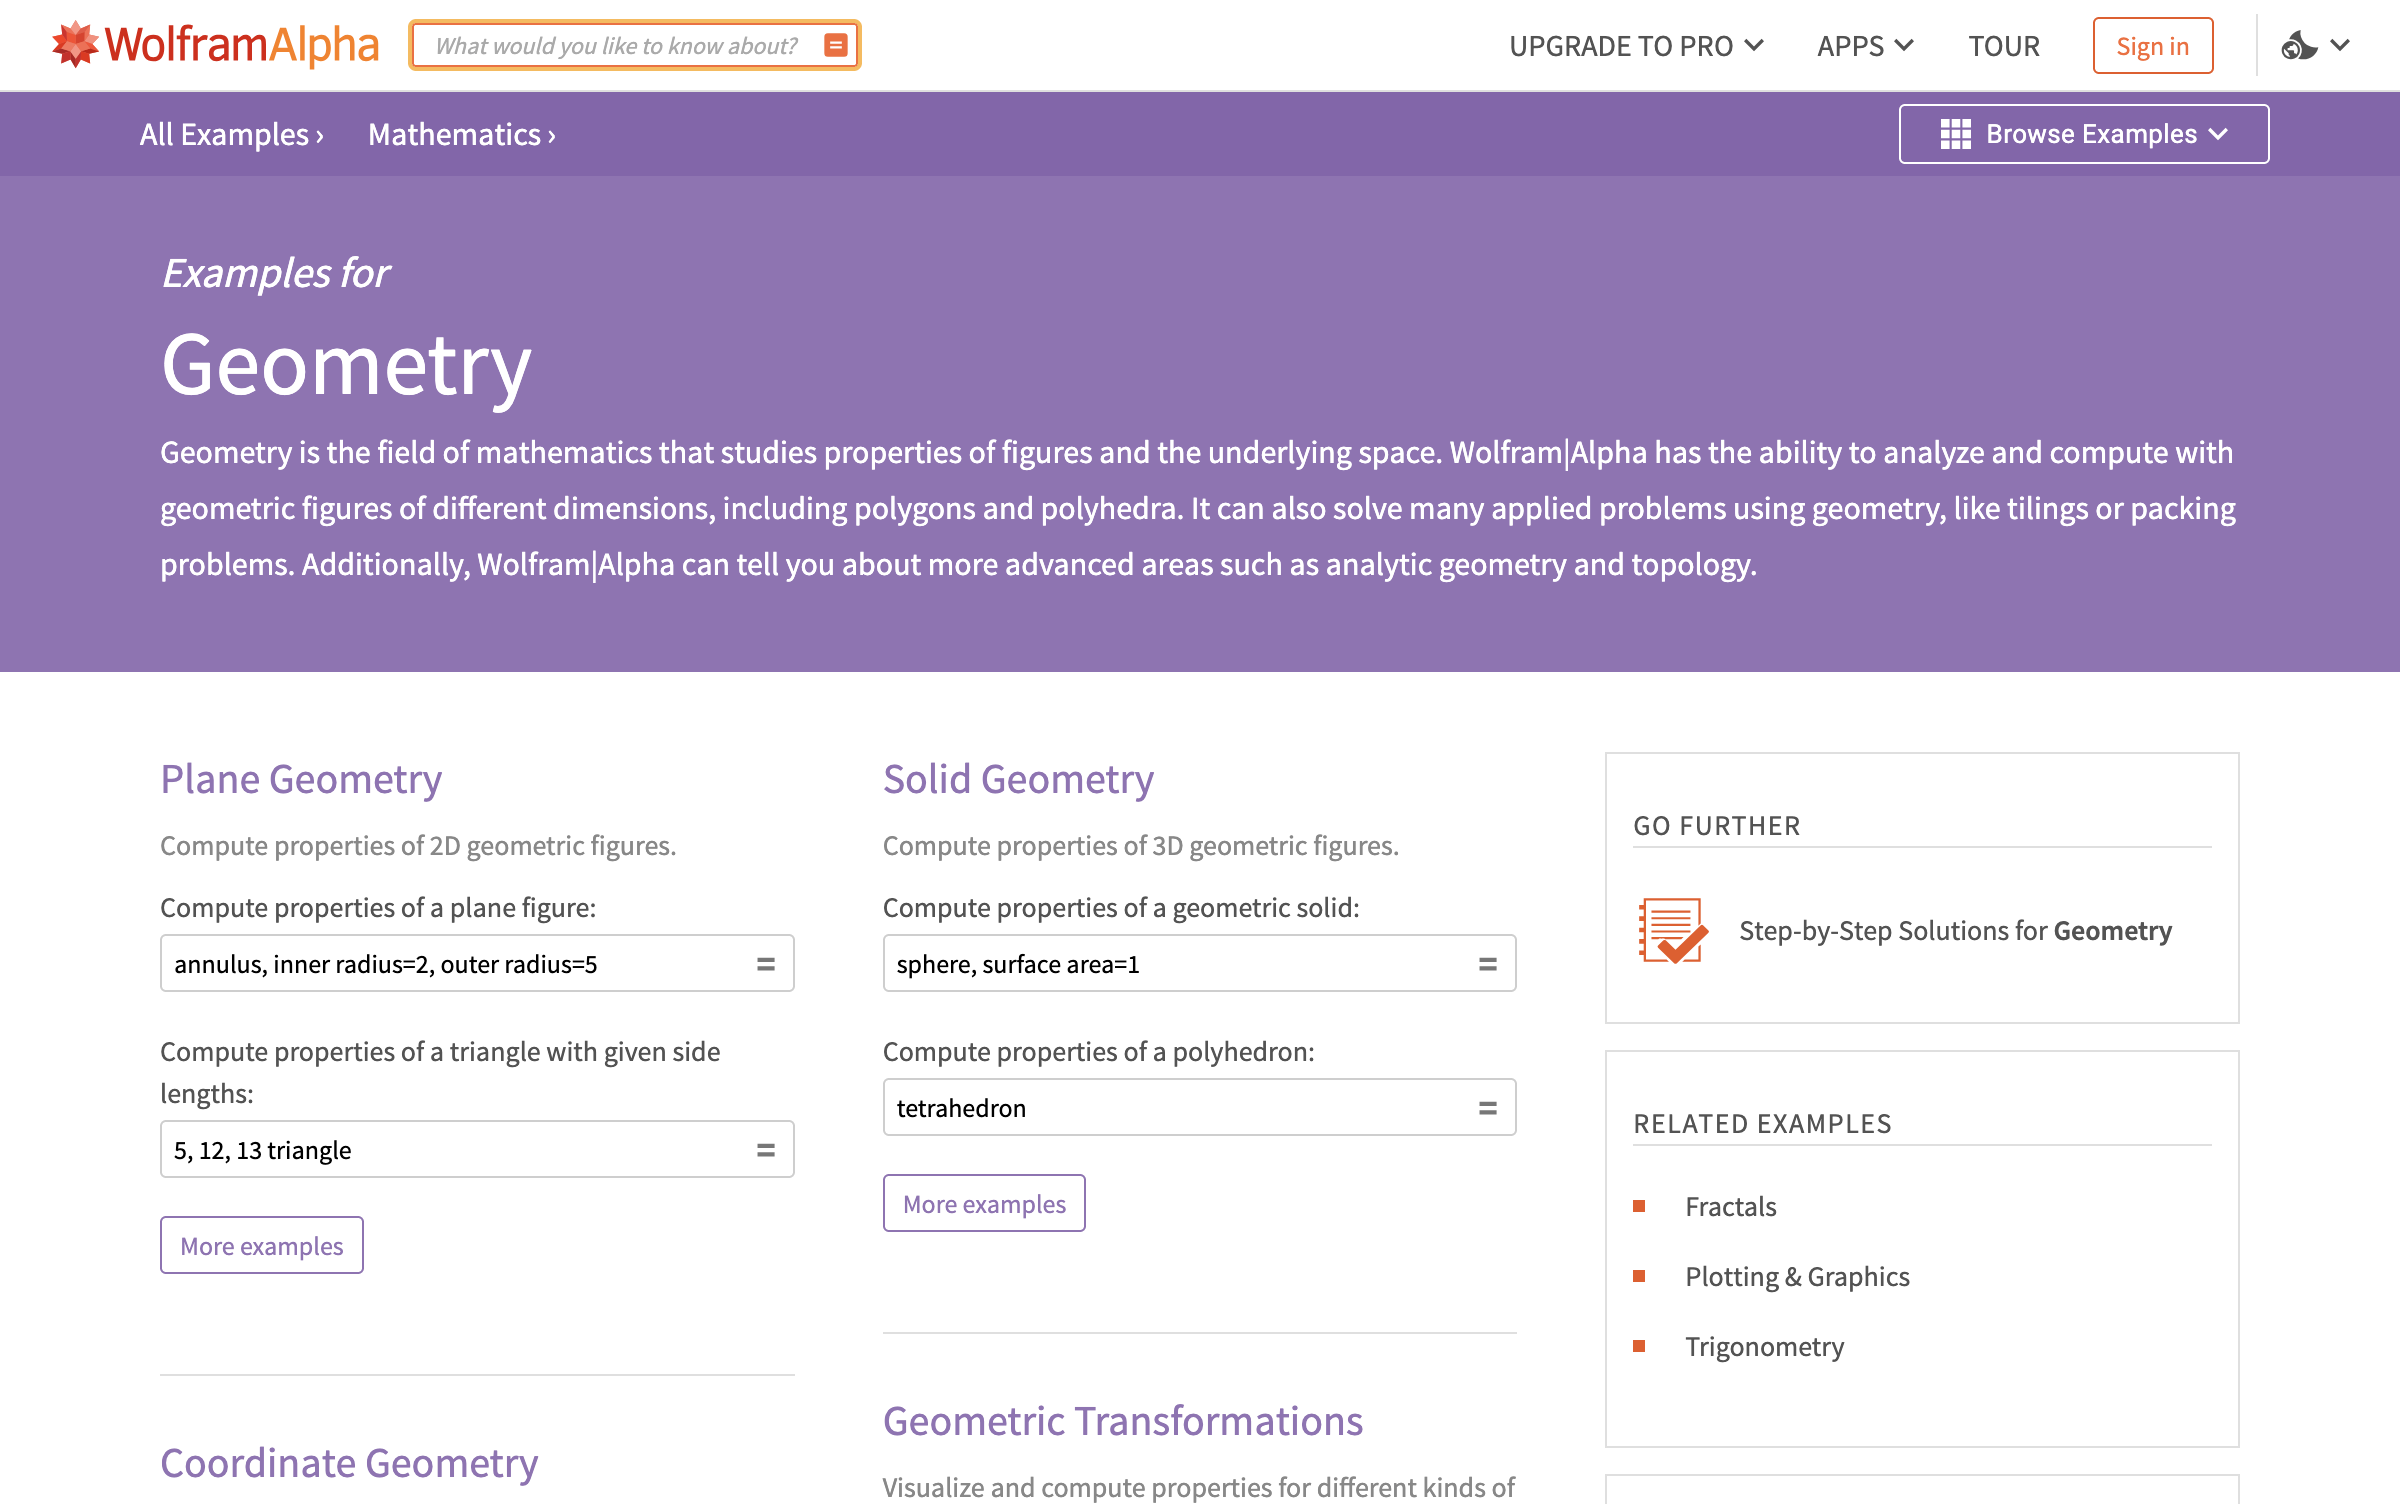 WolframAlpha
What would you like to know about?
UPGRADE TO PRO
APPS
TOUR
Sign in
All Examples ›
Mathematics ›
Browse Examples
Examples for
Geometry
Geometry is the field of mathematics that studies properties of figures and the underlying space. Wolfram|Alpha has the ability to analyze and compute with
geometric figures of different dimensions, including polygons and polyhedra. It can also solve many applied problems using geometry, like tilings or packing
problems. Additionally, Wolfram|Alpha can tell you about more advanced areas such as analytic geometry and topology.
Plane Geometry
Compute properties of 2D geometric figures.
Compute properties of a plane figure:
annulus, inner radius=2, outer radius=5
Compute properties of a triangle with given side
lengths:
5, 12, 13 triangle
More examples
Coordinate Geometry
Solid Geometry
Compute properties of 3D geometric figures.
Compute properties of a geometric solid:
sphere, surface area=1
Compute properties of a polyhedron:
tetrahedron
More examples
Geometric Transformations
Visualize and compute properties for different kinds of
GO FURTHER
Step-by-Step Solutions for Geometry
RELATED EXAMPLES
Fractals
Plotting & Graphics
Trigonometry